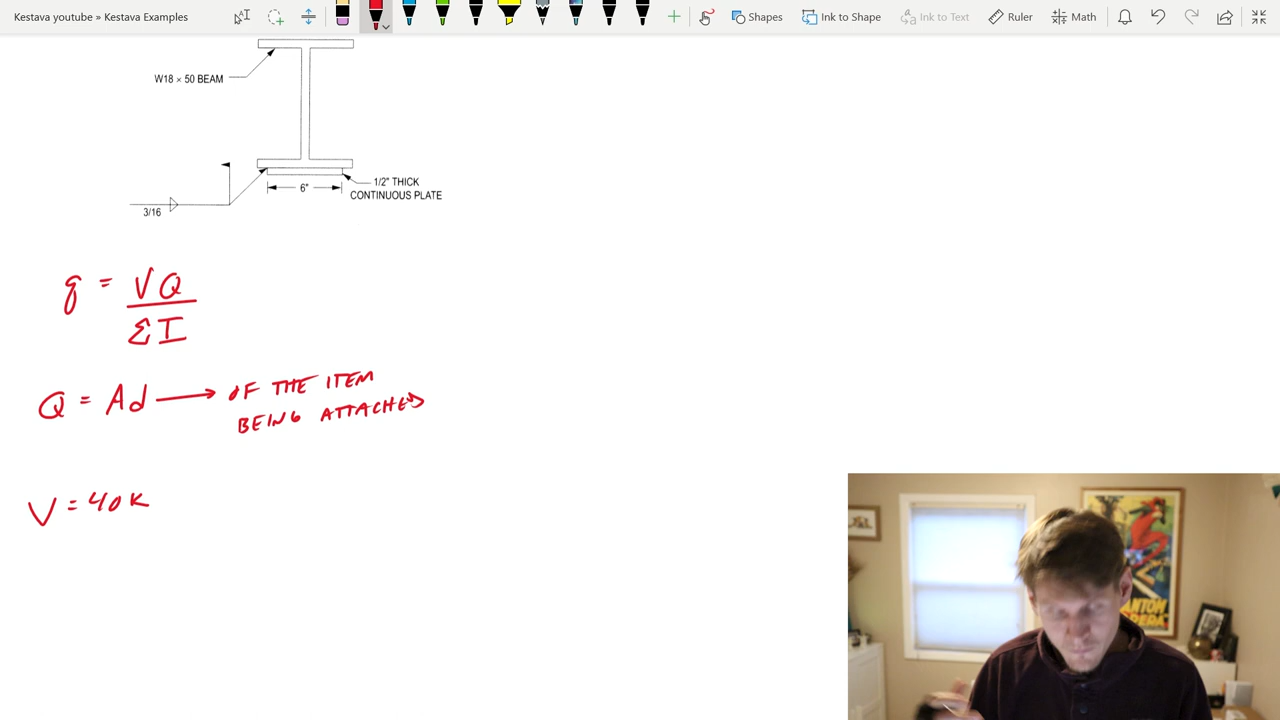 Kestava youtube » Kestava Examples
Shapes
Ink to Shape
Ink to Text
Ruler
Math
W18 × 50 BEAM
1/2" THICK
CONTINUOUS PLATE
6"
3/16
q = VQ
ΣI
Q = Ad → OF THE ITEM
BEING ATTACHED
V = 40K
ANTON